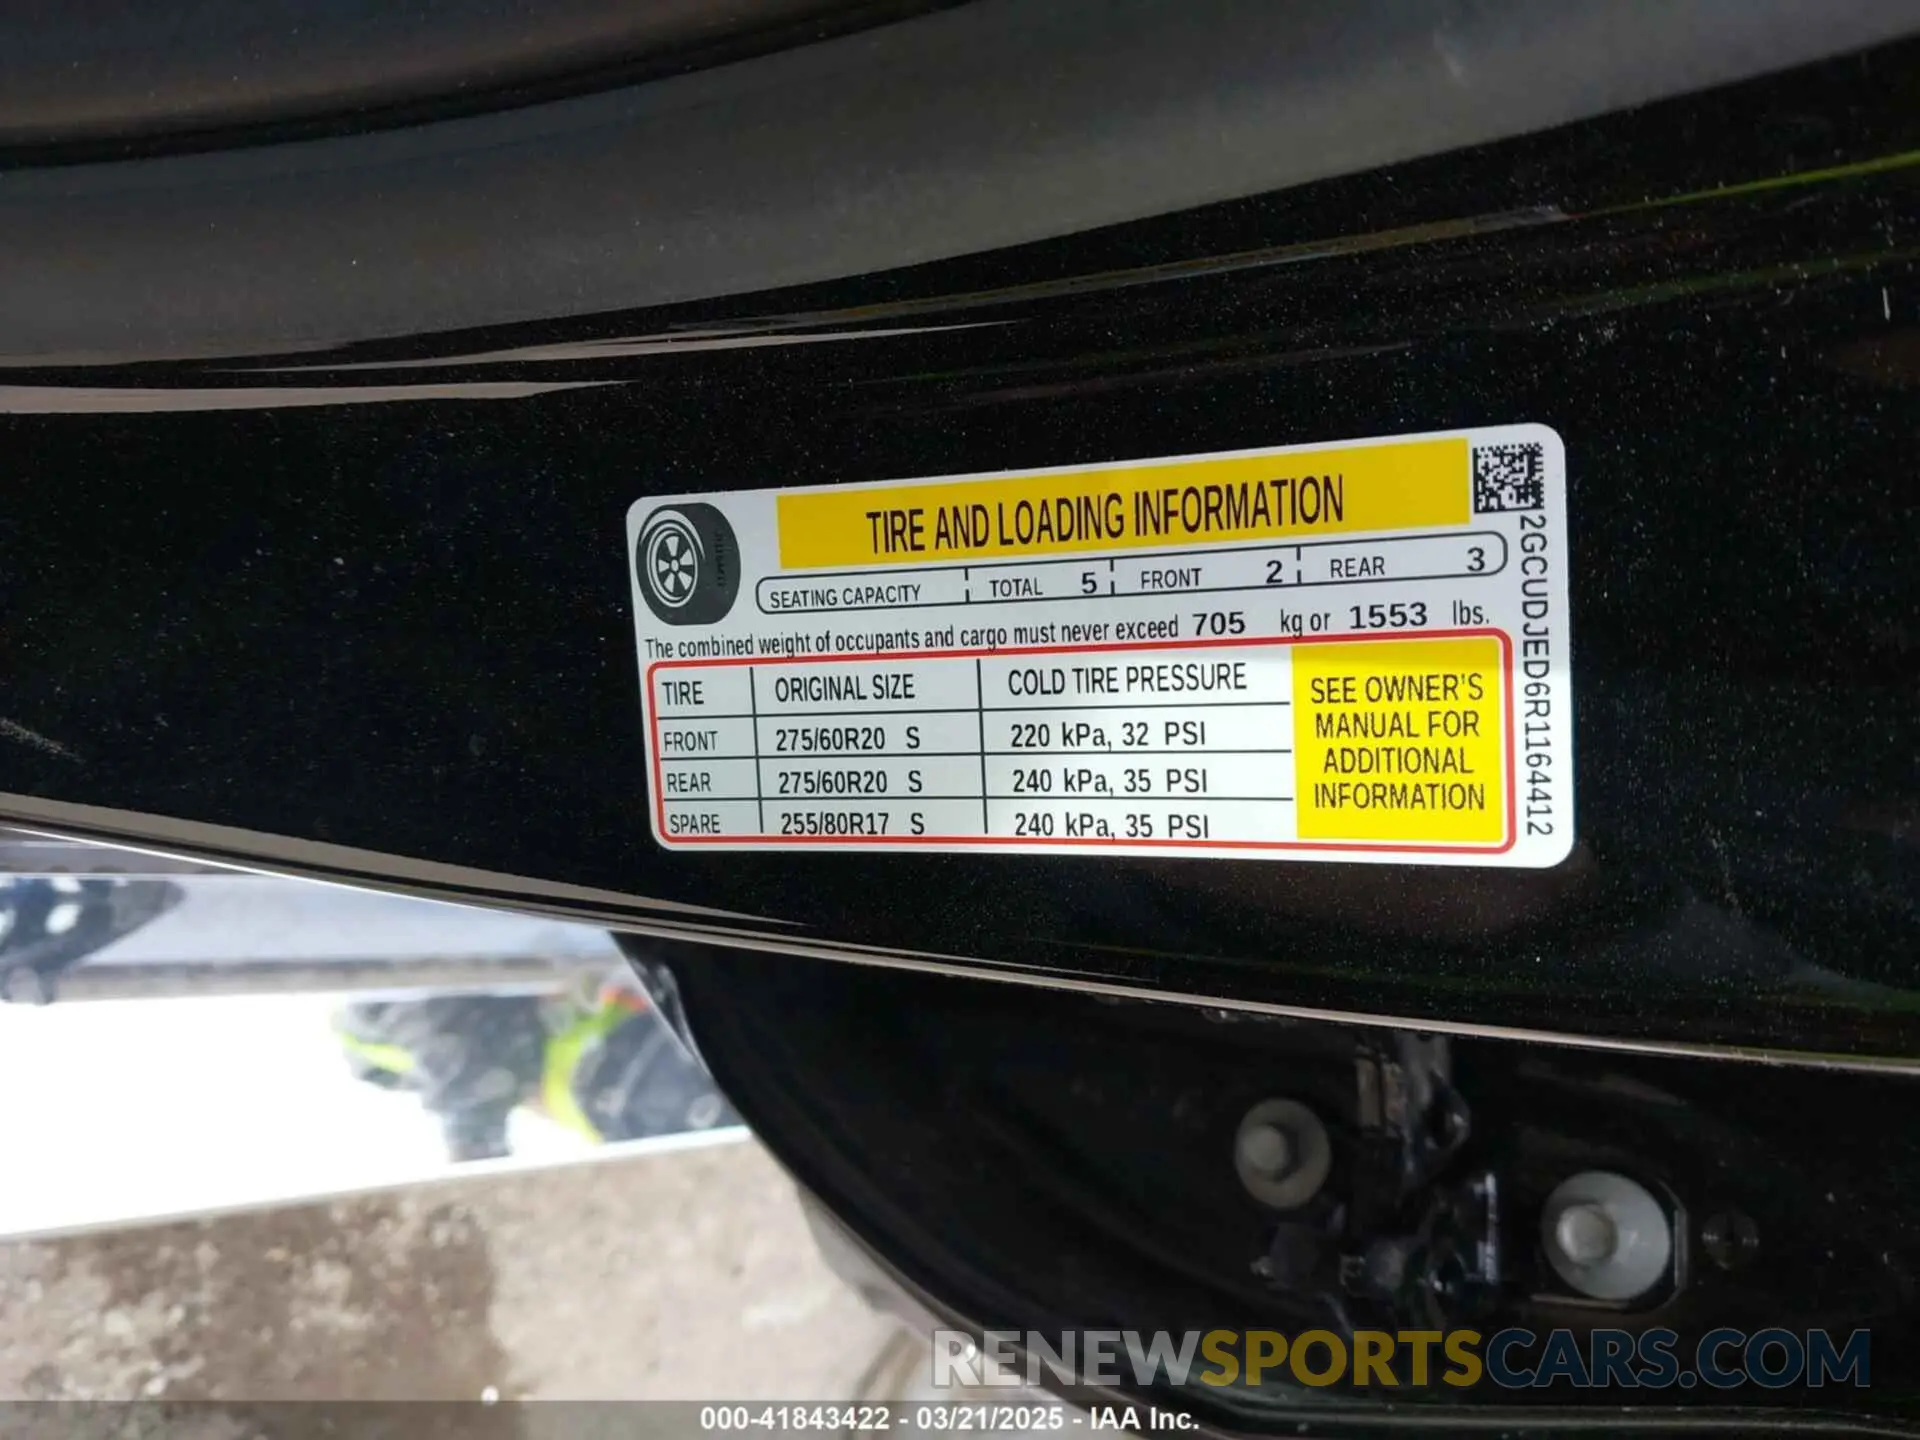 TIRE AND LOADING INFORMATION
SEATING CAPACITY TOTAL 5 FRONT 2 REAR 3
The combined weight of occupants and cargo must never exceed 705 kg or 1553 lbs.
TIRE ORIGINAL SIZE COLD TIRE PRESSURE
FRONT 275/60R20 S 220 kPa, 32 PSI
REAR 275/60R20 S 240 kPa, 35 PSI
SPARE 255/80R17 S 240 kPa, 35 PSI
SEE OWNER'S
MANUAL FOR
ADDITIONAL
INFORMATION
2GCUDJED6R1164412
RENEWSPORTSCARS.COM
000-41843422 - 03/21/2025 - IAA Inc.